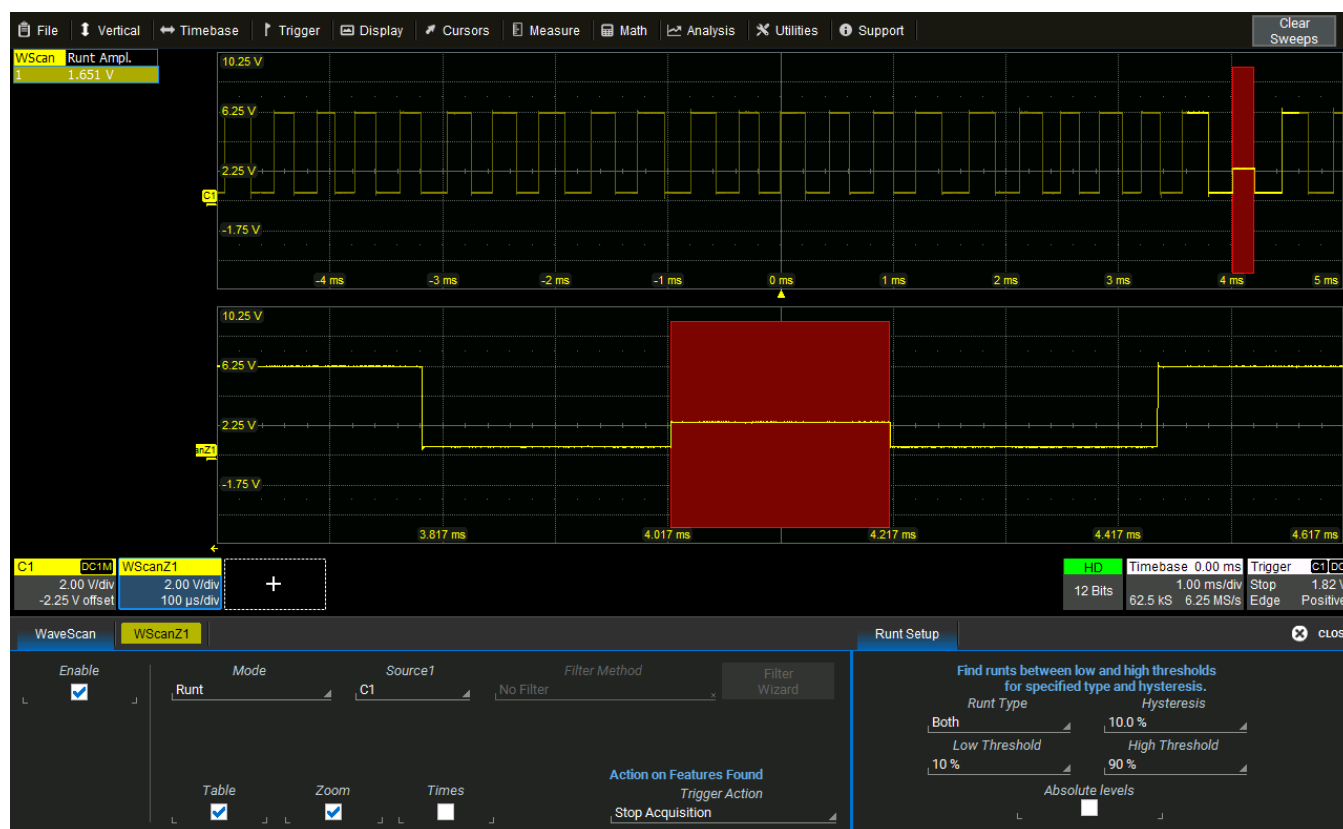 File Vertical Timebase Trigger Display Cursors Measure Math Analysis Utilities Support Clear Sweeps
WScan Runt Ampl.
1 1.651 V
10.25 V
6.25 V
2.25 V
C1
-1.75 V
-4 ms -3 ms -2 ms -1 ms 0 ms 1 ms 2 ms 3 ms 4 ms 5 ms
10.25 V
6.25 V
2.25 V
anZ1
-1.75 V
3.817 ms 4.017 ms 4.217 ms 4.417 ms 4.617 ms
C1 DC1M WScanZ1 HD Timebase 0.00 ms Trigger C1 DC
2.00 V/div 2.00 V/div 12 Bits 1.00 ms/div Stop 1.82 V
-2.25 V offset 100 µs/div + 62.5 kS 6.25 MS/s Edge Positive
WaveScan WScanZ1 Runt Setup CLOS
Enable Mode Source1 Filter Method Filter Wizard
Runt C1 No Filter
Find runts between low and high thresholds
for specified type and hysteresis.
Runt Type Hysteresis
Both 10.0 %
Low Threshold High Threshold
10 % 90 %
Action on Features Found
Table Zoom Times Trigger Action
Absolute levels
Stop Acquisition